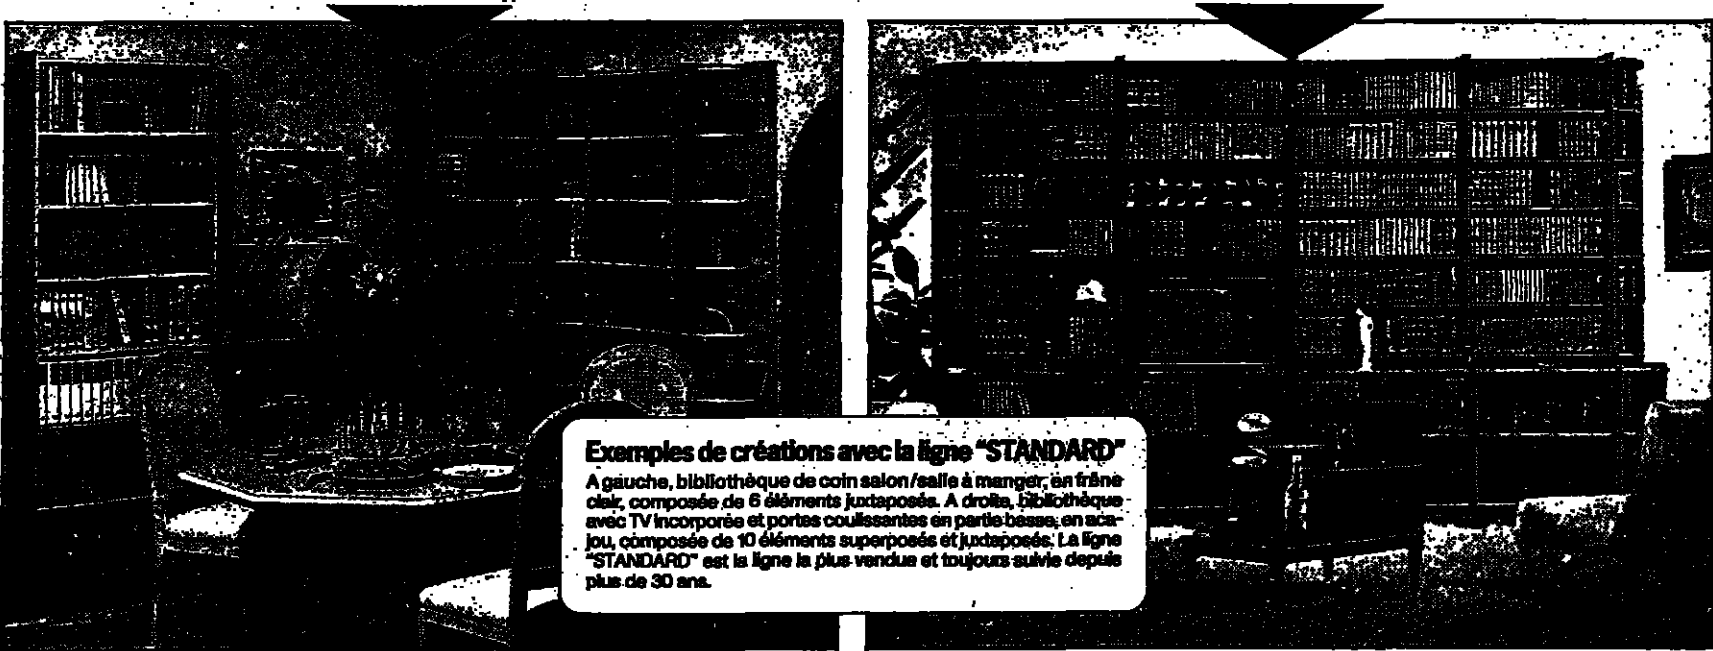 Exemples de créations avec la ligne "STANDARD"
A gauche, bibliothèque de coin salon/salle à manger, en frêne
clair, composée de 6 éléments juxtaposés. A droite, bibliothèque
avec TV incorporée et portes coulissantes en partie basse, en aca-
jou, composée de 10 éléments superposés et juxtaposés. La ligne
"STANDARD" est la ligne la plus vendue et toujours suivie depuis
plus de 30 ans.